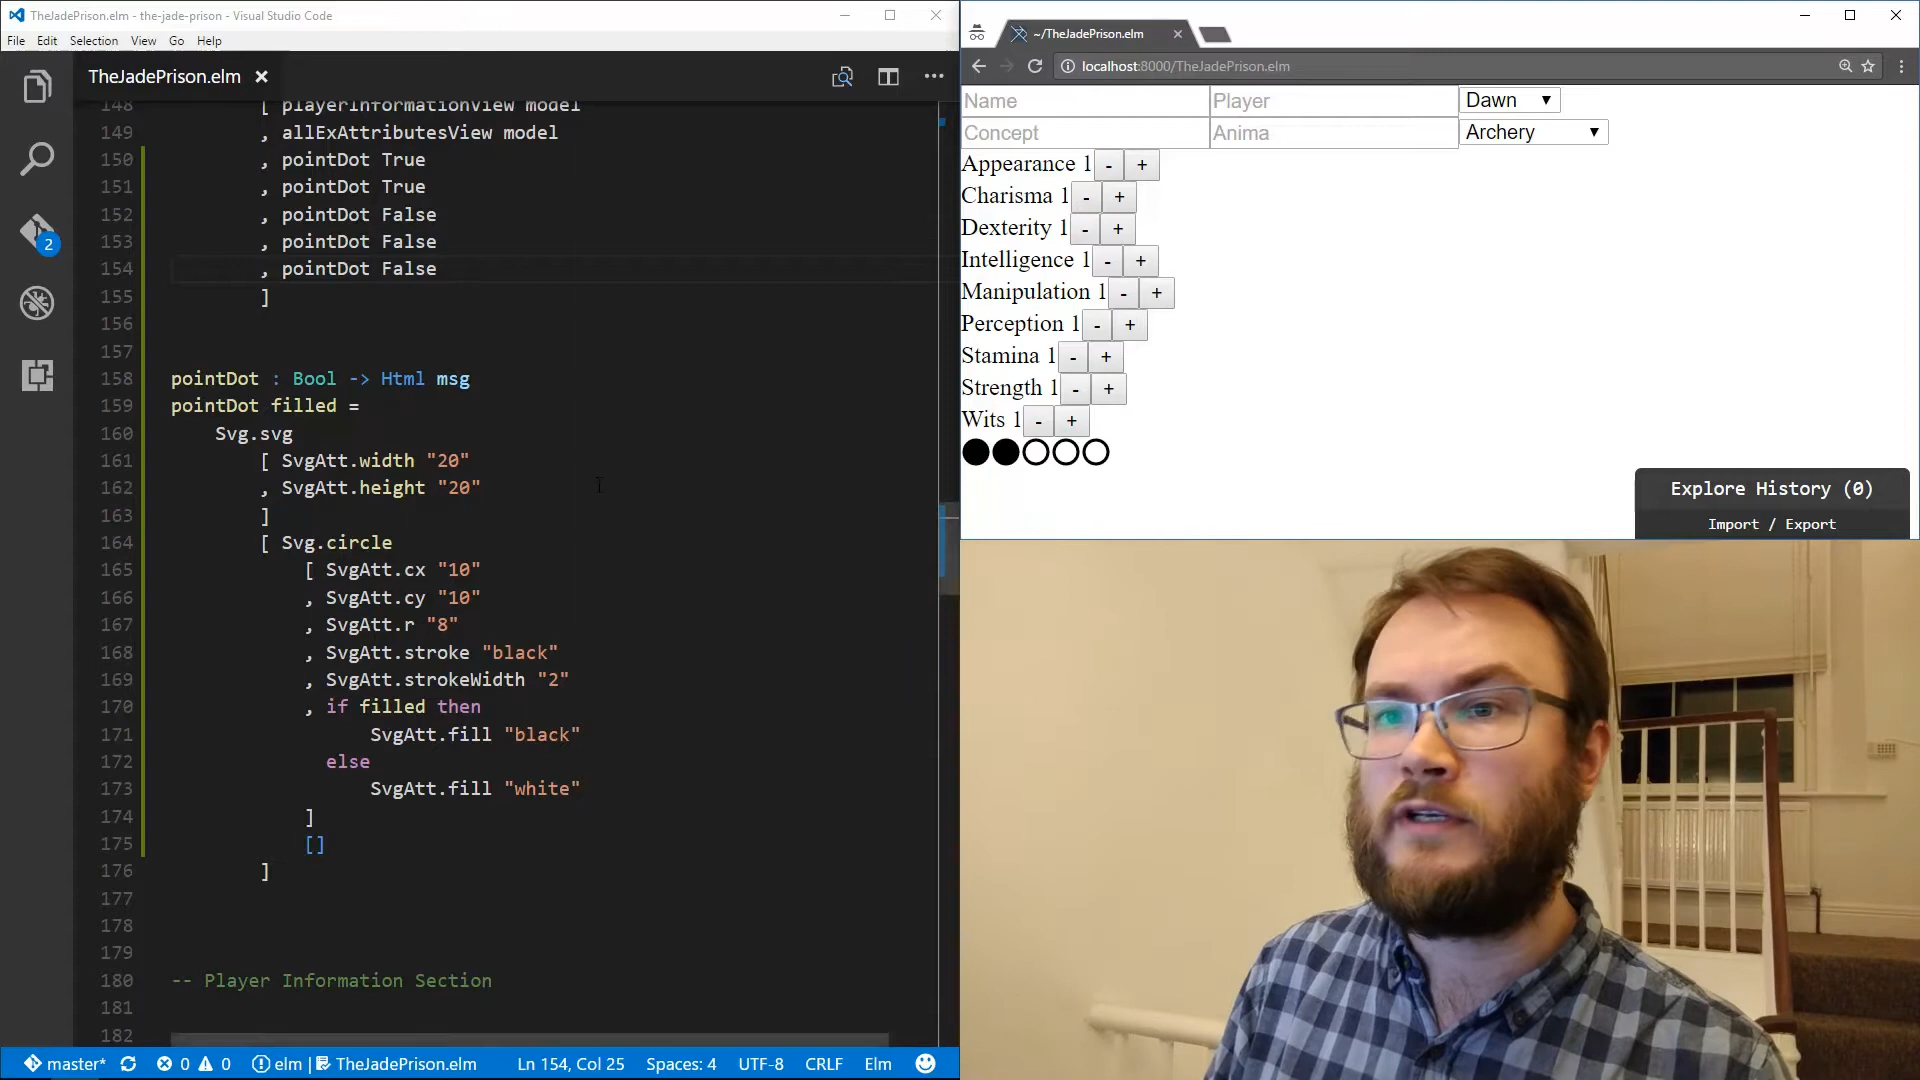 TheJadePrison.elm - the-jade-prison - Visual Studio Code
File Edit Selection View Go Help
TheJadePrison.elm
148 [ playerInformationView model
149 , allExAttributesView model
150 , pointDot True
151 , pointDot True
152 , pointDot False
153 , pointDot False
154 , pointDot False
155 ]
156
157
158 pointDot : Bool -> Html msg
159 pointDot filled =
160 Svg.svg
161 [ SvgAtt.width "20"
162 , SvgAtt.height "20"
163 ]
164 [ Svg.circle
165 [ SvgAtt.cx "10"
166 , SvgAtt.cy "10"
167 , SvgAtt.r "8"
168 , SvgAtt.stroke "black"
169 , SvgAtt.strokeWidth "2"
170 , if filled then
171 SvgAtt.fill "black"
172 else
173 SvgAtt.fill "white"
174 ]
175 []
176 ]
177
178
179
180 -- Player Information Section
181
182
2
master* 0 0 elm | TheJadePrison.elm Ln 154, Col 25 Spaces: 4 UTF-8 CRLF Elm
~/TheJadePrison.elm
localhost:8000/TheJadePrison.elm
Name Player Dawn
Concept Anima Archery
Appearance 1 - +
Charisma 1 - +
Dexterity 1 - +
Intelligence 1 - +
Manipulation 1 - +
Perception 1 - +
Stamina 1 - +
Strength 1 - +
Wits 1 - +
Explore History (0)
Import / Export